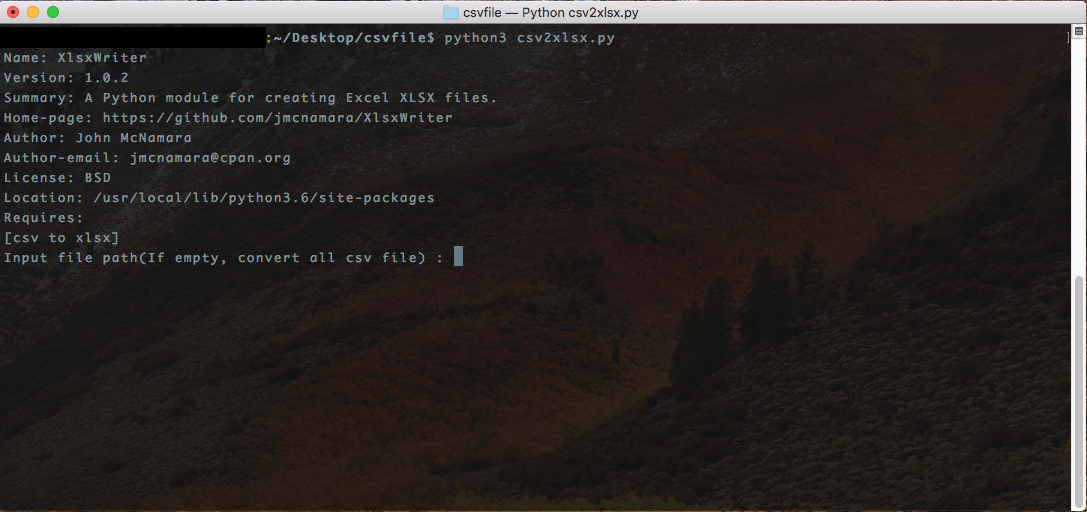 csvfile — Python csv2xlsx.py
:~/Desktop/csvfile$ python3 csv2xlsx.py
Name: XlsxWriter
Version: 1.0.2
Summary: A Python module for creating Excel XLSX files.
Home-page: https://github.com/jmcnamara/XlsxWriter
Author: John McNamara
Author-email: jmcnamara@cpan.org
License: BSD
Location: /usr/local/lib/python3.6/site-packages
Requires:
[csv to xlsx]
Input file path(If empty, convert all csv file) :